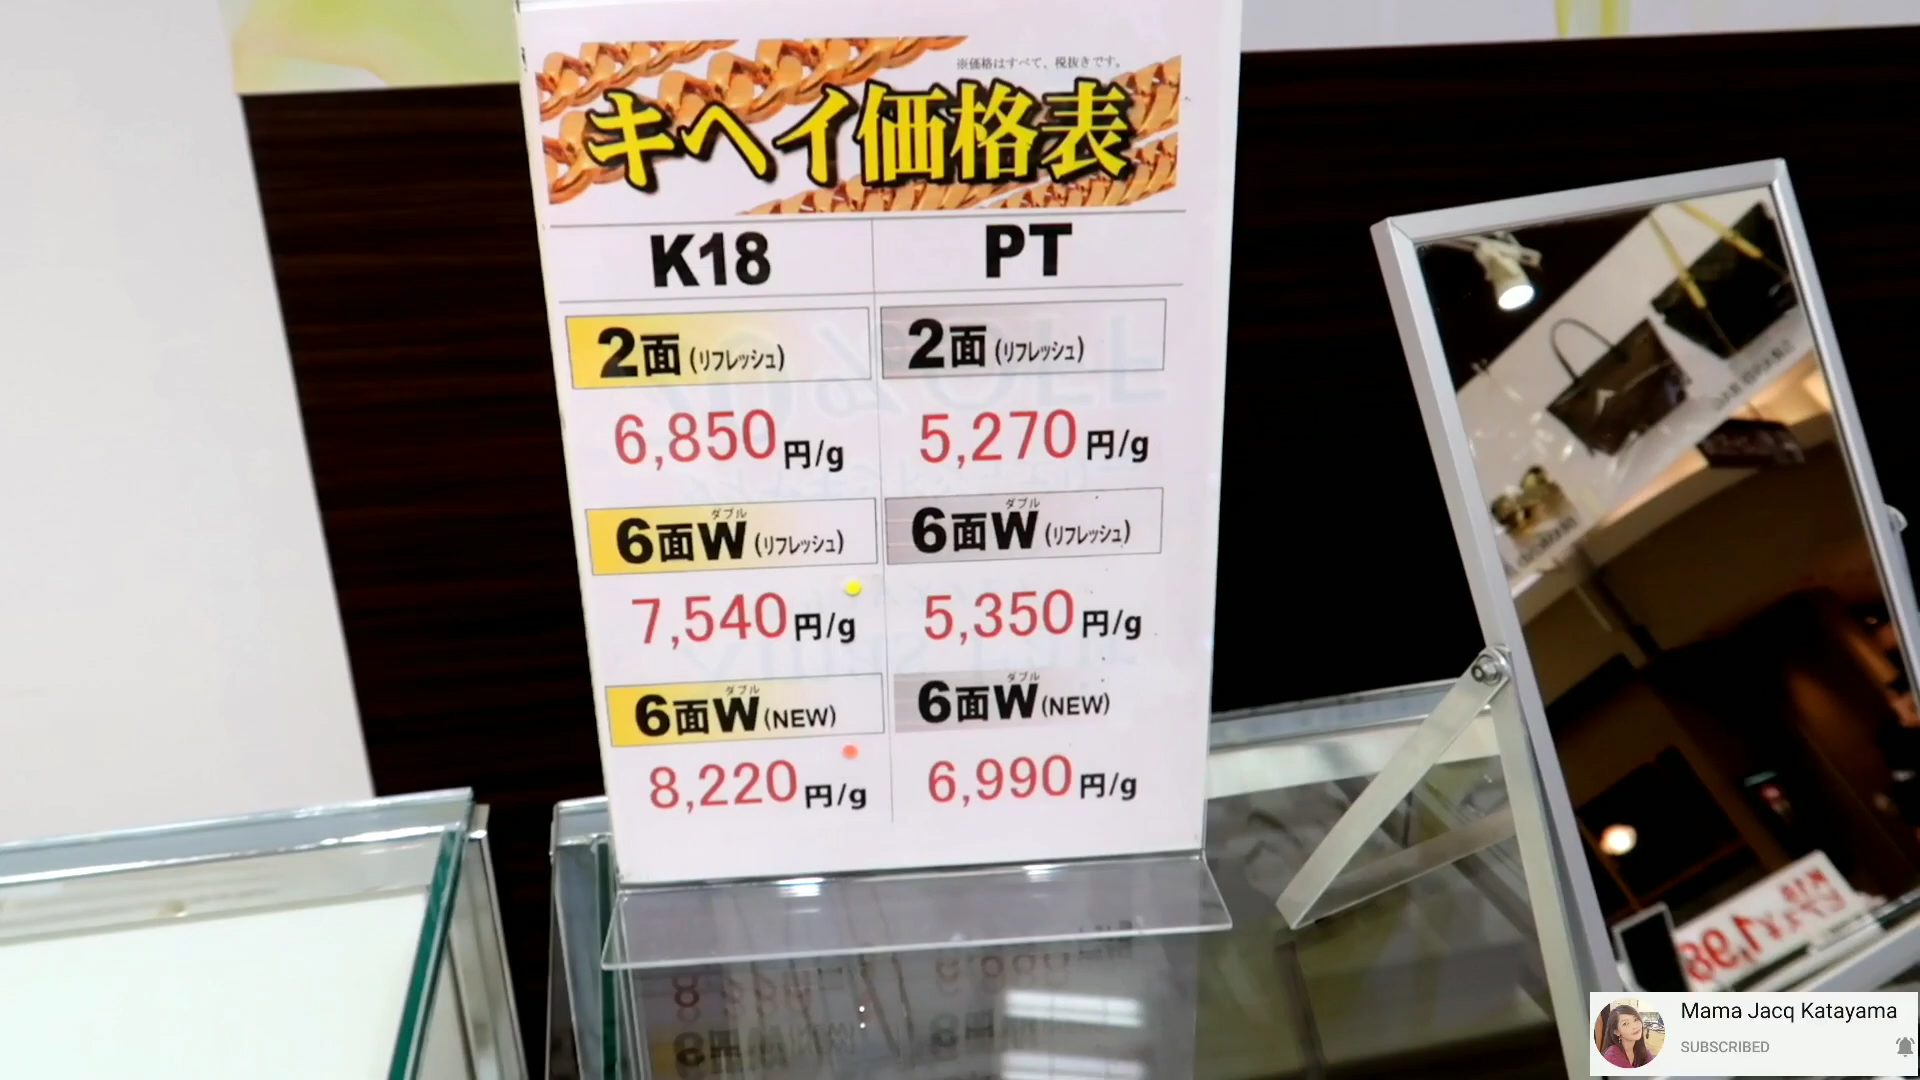 ※価格はすべて、税抜きです。
キヘイ価格表
K18 PT
2面(リフレッシュ) 2面(リフレッシュ)
6,850円/g 5,270円/g
ダブル ダブル
6面W(リフレッシュ) 6面W(リフレッシュ)
7,540円/g 5,350円/g
ダブル ダブル
6面W(NEW) 6面W(NEW)
8,220円/g 6,990円/g
Mama Jacq Katayama
SUBSCRIBED